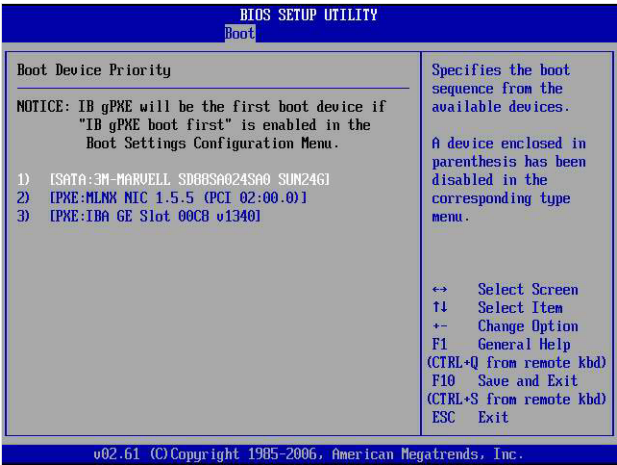 BIOS SETUP UTILITY
Boot
Boot Device Priority
NOTICE: IB gPXE will be the first boot device if
"IB gPXE boot first" is enabled in the
Boot Settings Configuration Menu.
1) [SATA:3M-MARVELL SD88SA024SA0 SUN24G]
2) [PXE:MLNX NIC 1.5.5 (PCI 02:00.0)]
3) [PXE:IBA GE Slot 00C8 v1340]
Specifies the boot
sequence from the
available devices.
A device enclosed in
parenthesis has been
disabled in the
corresponding type
menu.
↔ Select Screen
↑↓ Select Item
+- Change Option
F1 General Help
(CTRL+Q from remote kbd)
F10 Save and Exit
(CTRL+S from remote kbd)
ESC Exit
v02.61 (C)Copyright 1985-2006, American Megatrends, Inc.